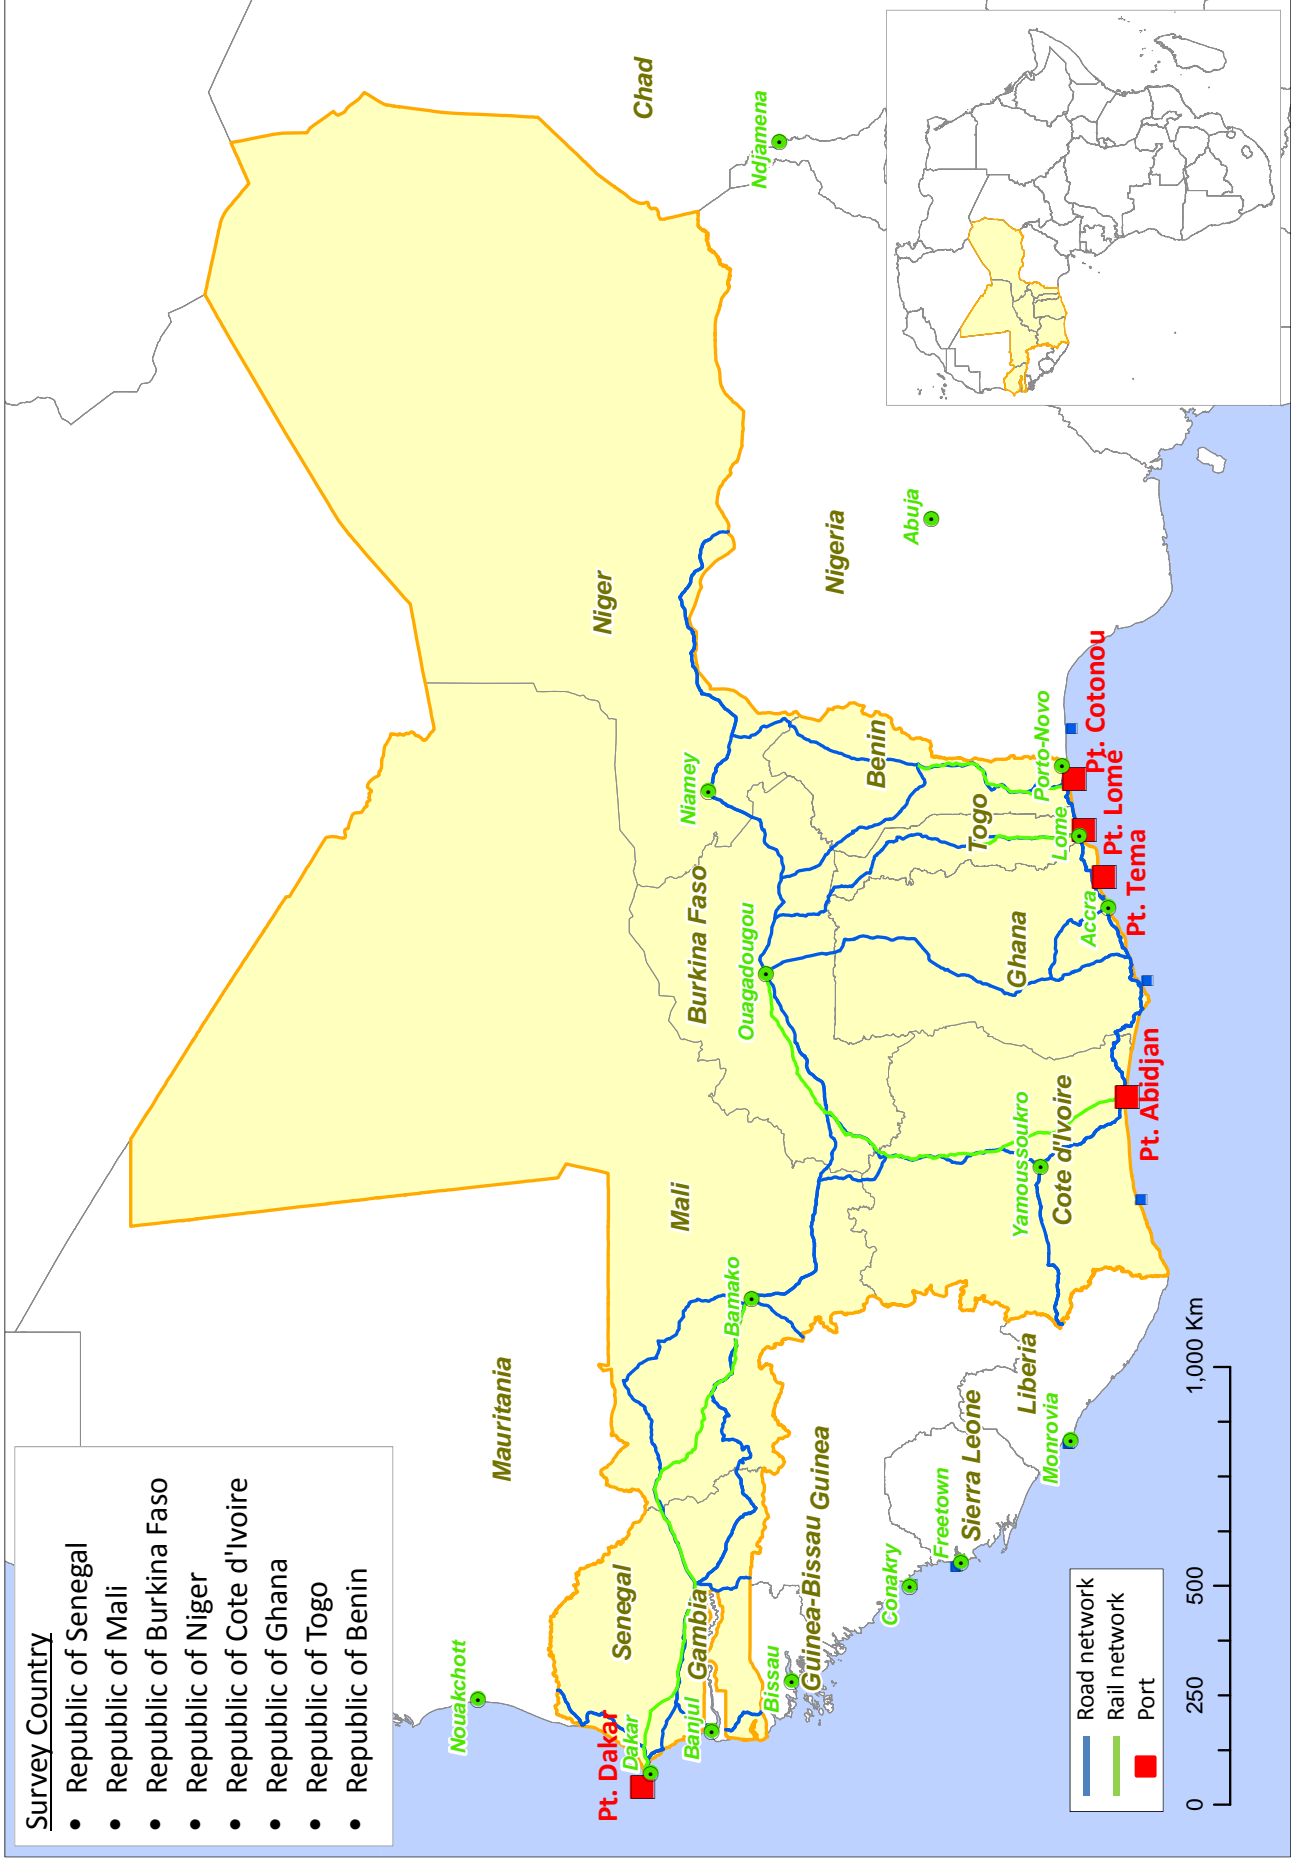 Survey Country
• Republic of Senegal
• Republic of Mali
• Republic of Burkina Faso
• Republic of Niger
• Republic of Cote d'Ivoire
• Republic of Ghana
• Republic of Togo
• Republic of Benin
Chad
Ndjamena
Niger
Nigeria
Abuja
Mali
Mauritania
Nouakchott
Niamey
Burkina Faso
Ouagadougou
Benin
Togo
Porto-Novo
Pt. Cotonou
Lome
Pt. Lome
Pt. Tema
Accra
Ghana
Bamako
Yamoussoukro
Cote d'Ivoire
Pt. Abidjan
Senegal
Pt. Dakar
Dakar
Gambia
Banjul
Bissau
Guinea-Bissau
Guinea
Conakry
Freetown
Sierra Leone
Liberia
Monrovia
Road network
Rail network
Port
0 250 500 1,000 Km